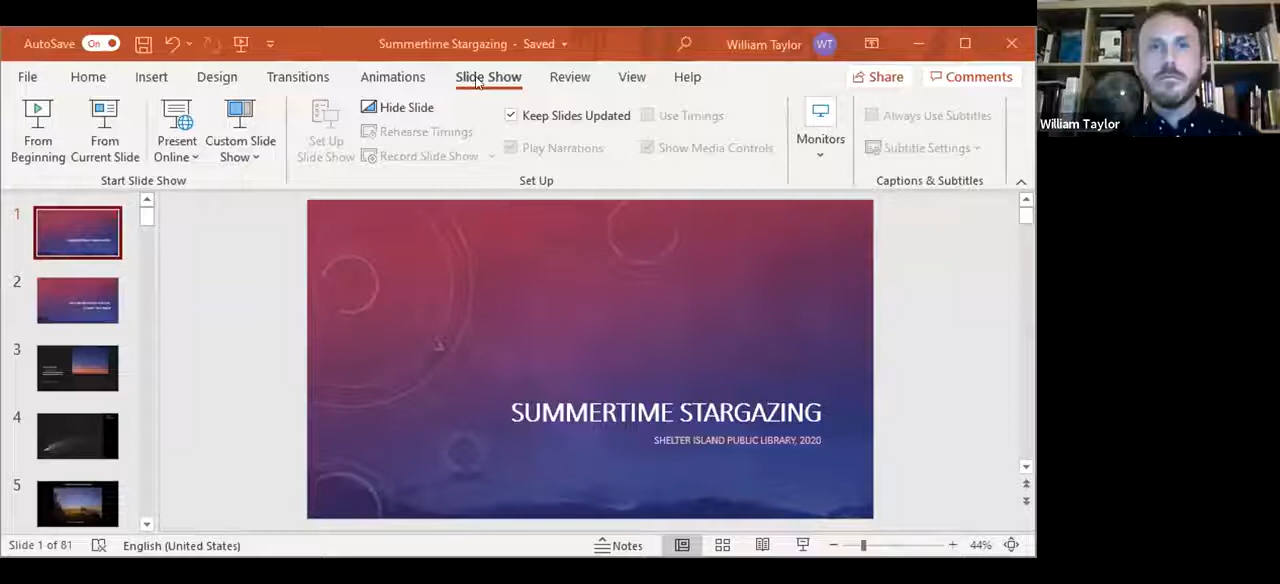 AutoSave On Summertime Stargazing - Saved William Taylor WT
File Home Insert Design Transitions Animations Slide Show Review View Help Share Comments
From Beginning
From Current Slide
Present Online
Custom Slide Show
Start Slide Show
Set Up Slide Show
Hide Slide
Rehearse Timings
Record Slide Show
Keep Slides Updated
Play Narrations
Use Timings
Show Media Controls
Set Up
Monitors
Always Use Subtitles
Subtitle Settings
Captions & Subtitles
William Taylor
1
2
3
4
5
SUMMERTIME STARGAZING
SHELTER ISLAND PUBLIC LIBRARY, 2020
Slide 1 of 81 English (United States) Notes 44%